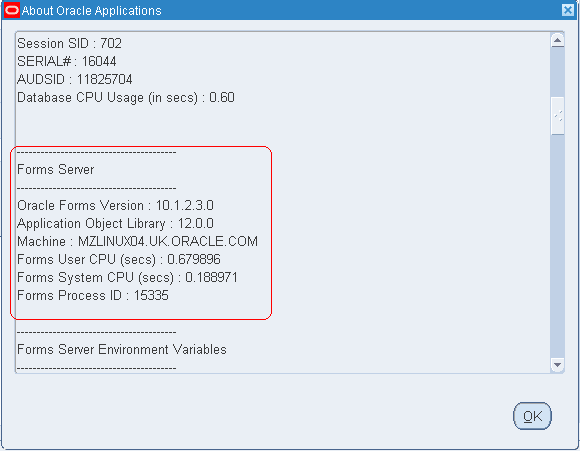 About Oracle Applications
Session SID : 702
SERIAL# : 16044
AUDSID : 11825704
Database CPU Usage (in secs) : 0.60
----------------------------------------
Forms Server
----------------------------------------
Oracle Forms Version : 10.1.2.3.0
Application Object Library : 12.0.0
Machine : MZLINUX04.UK.ORACLE.COM
Forms User CPU (secs) : 0.679896
Forms System CPU (secs) : 0.188971
Forms Process ID : 15335
----------------------------------------
Forms Server Environment Variables
----------------------------------------
OK